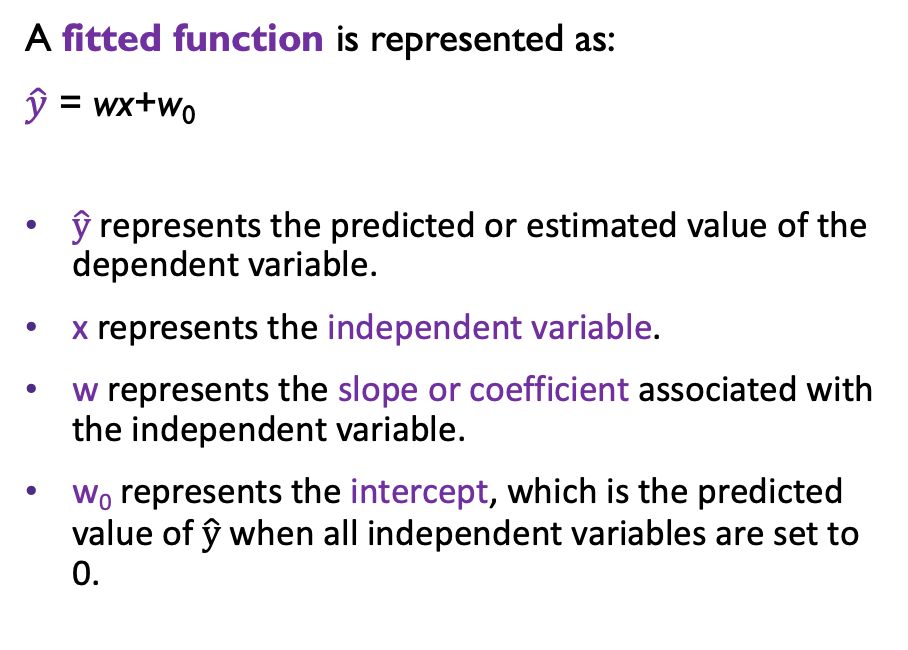 A fitted function is represented as:
ŷ = wx+w₀
• ŷ represents the predicted or estimated value of the
dependent variable.
• x represents the independent variable.
• w represents the slope or coefficient associated with
the independent variable.
• w₀ represents the intercept, which is the predicted
value of ŷ when all independent variables are set to
0.